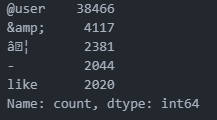 @user    38466
&amp;     4117
â¦      2381
-         2044
like      2020
Name: count, dtype: int64